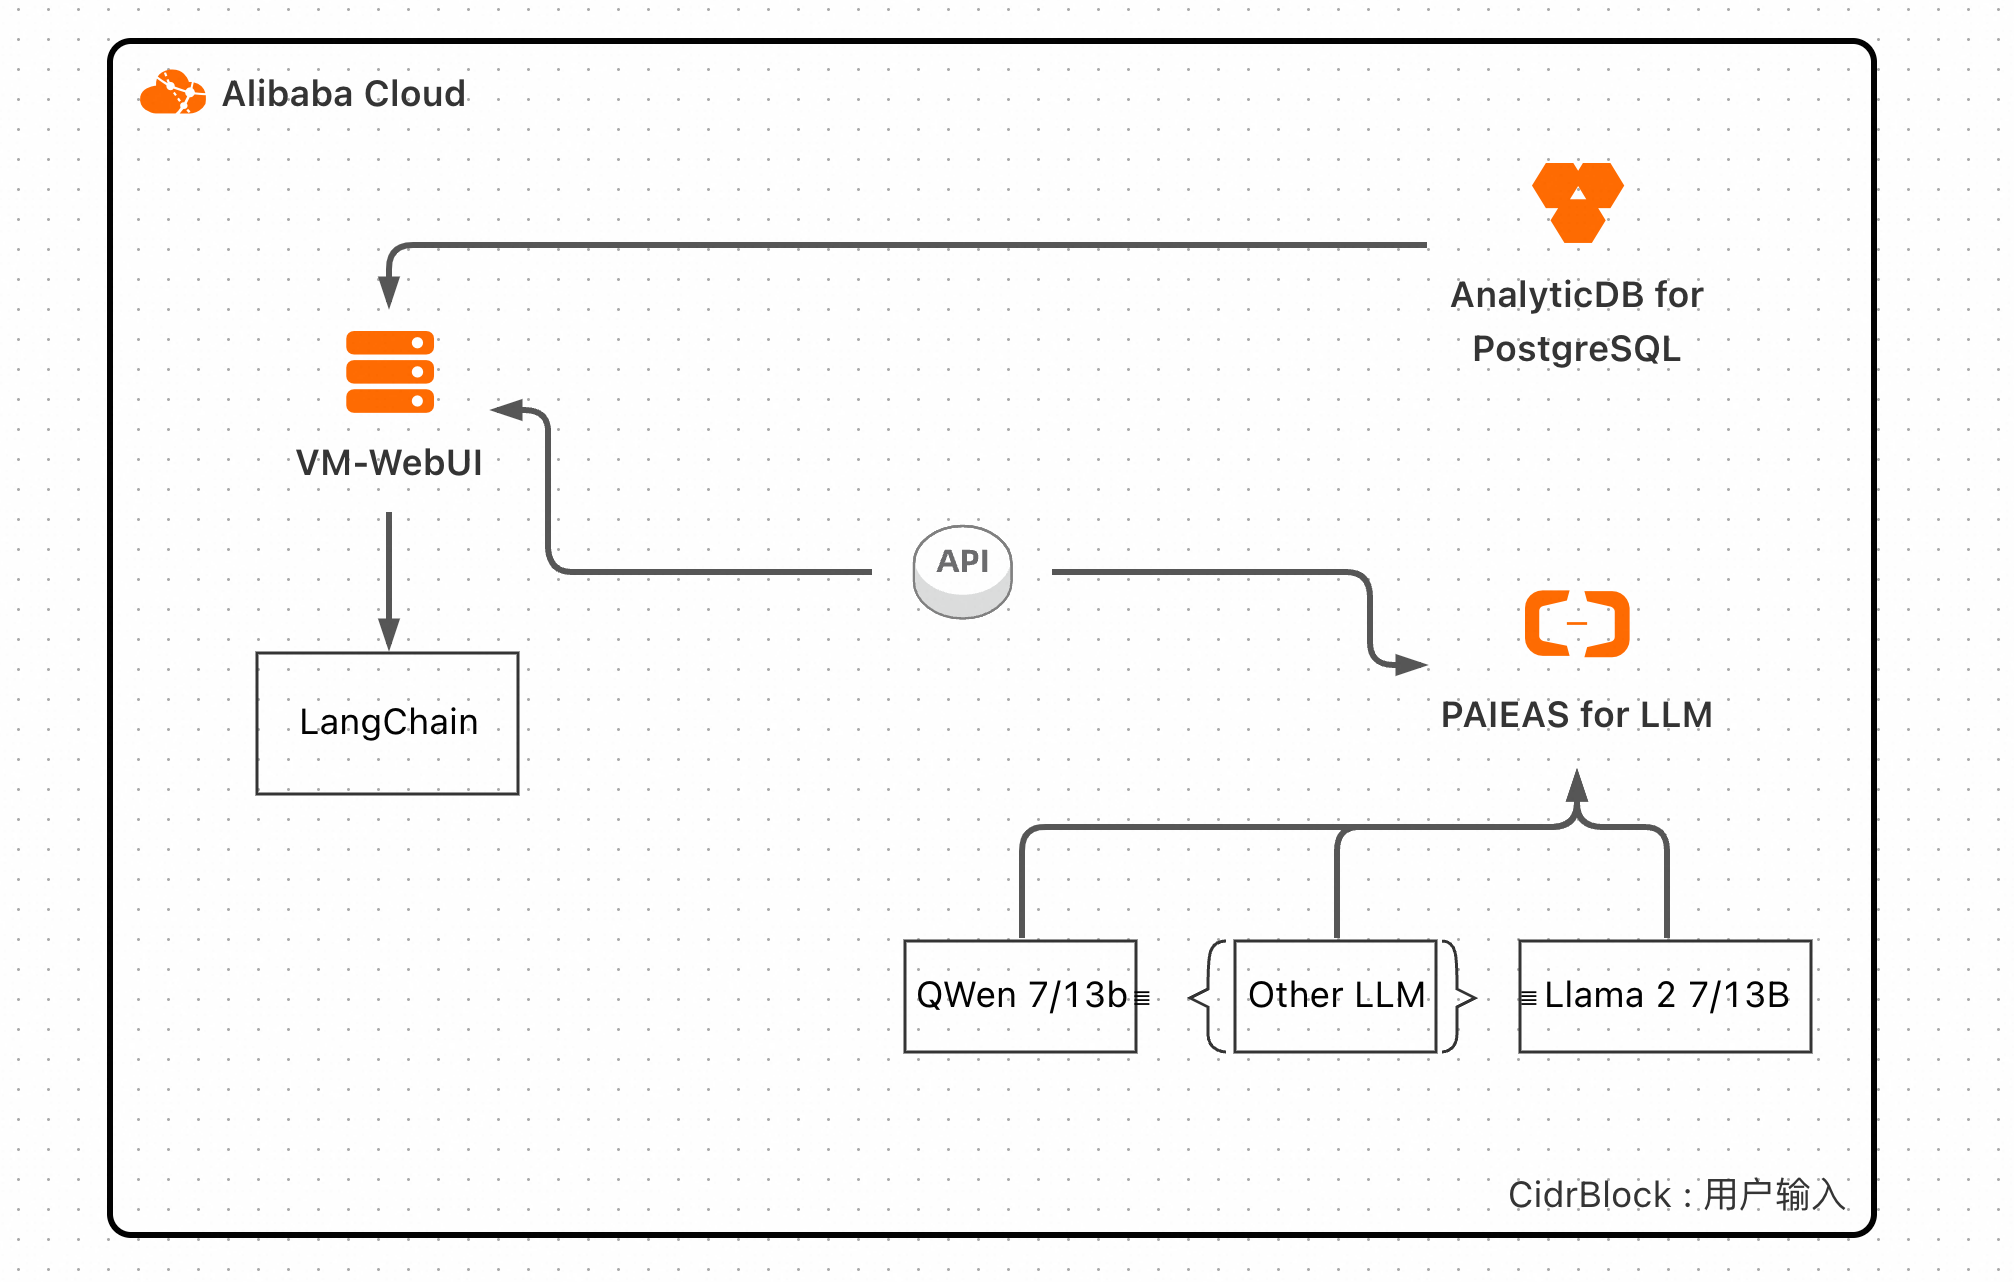 Alibaba Cloud
AnalyticDB for
PostgreSQL
VM-WebUI
API
LangChain
PAIEAS for LLM
QWen 7/13b
Other LLM
Llama 2 7/13B
CidrBlock : 用户输入